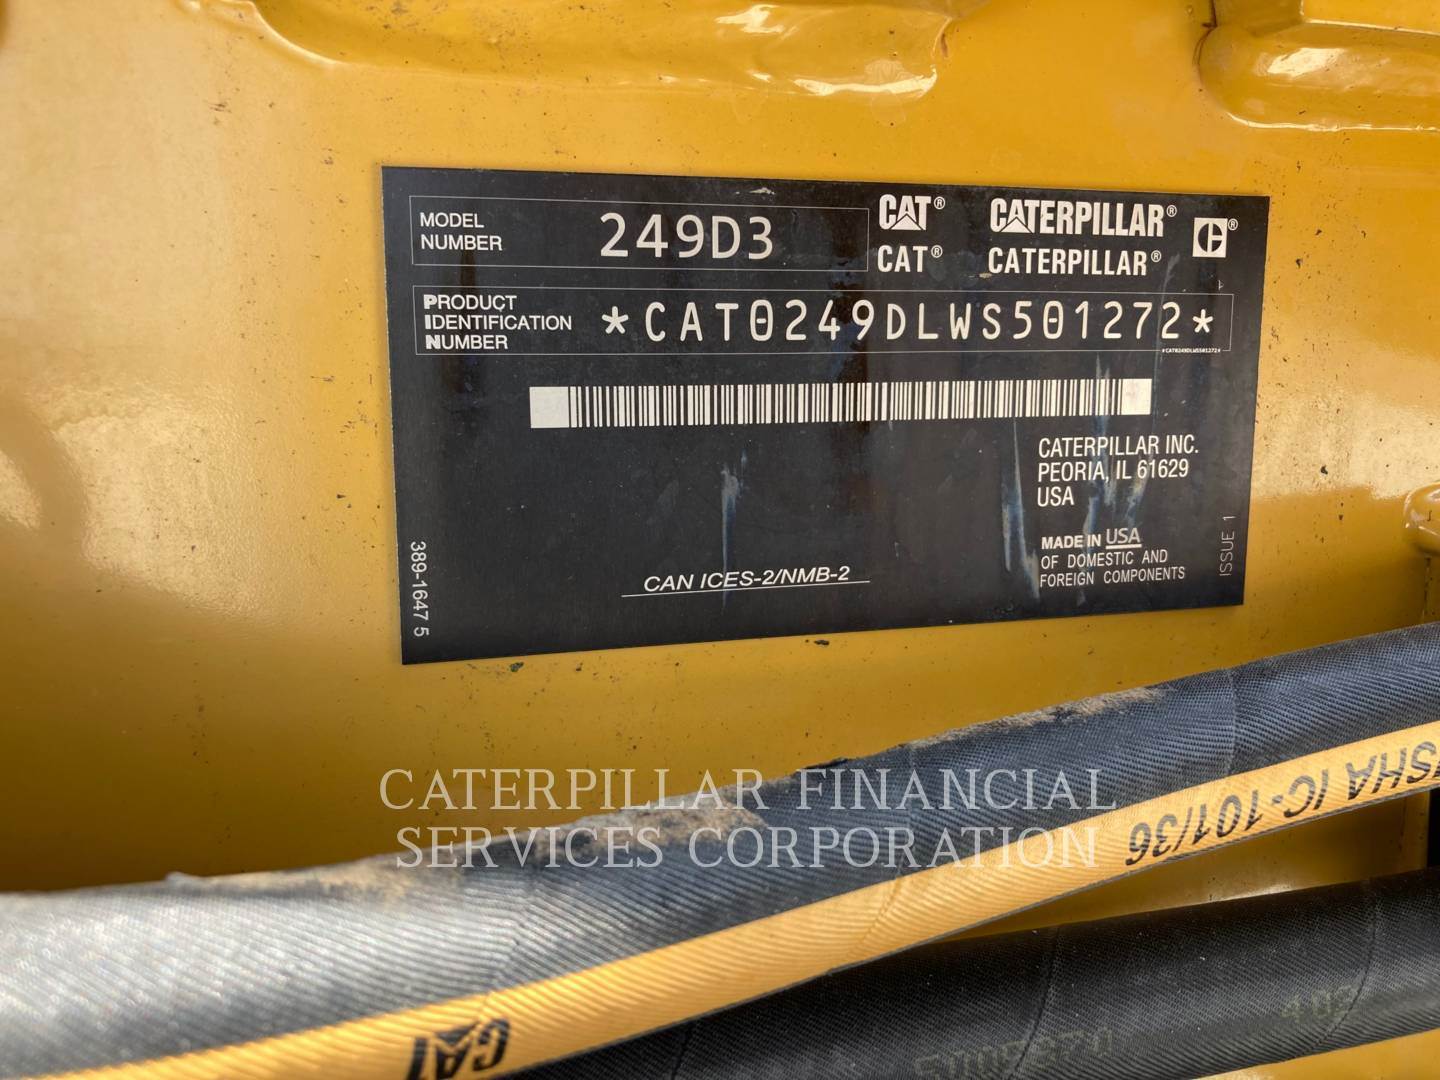 MODEL
NUMBER
249D3
CAT® CATERPILLAR® C®
CAT® CATERPILLAR®
PRODUCT
IDENTIFICATION
NUMBER
*CAT0249DLWS501272*
*CAT0249DLWS501272*
CATERPILLAR INC.
PEORIA, IL 61629
USA
MADE IN USA
OF DOMESTIC AND
FOREIGN COMPONENTS
ISSUE 1
CAN ICES-2/NMB-2
389-1647 5
CATERPILLAR FINANCIAL
SERVICES CORPORATION
MSHA IC-101/36
CAT